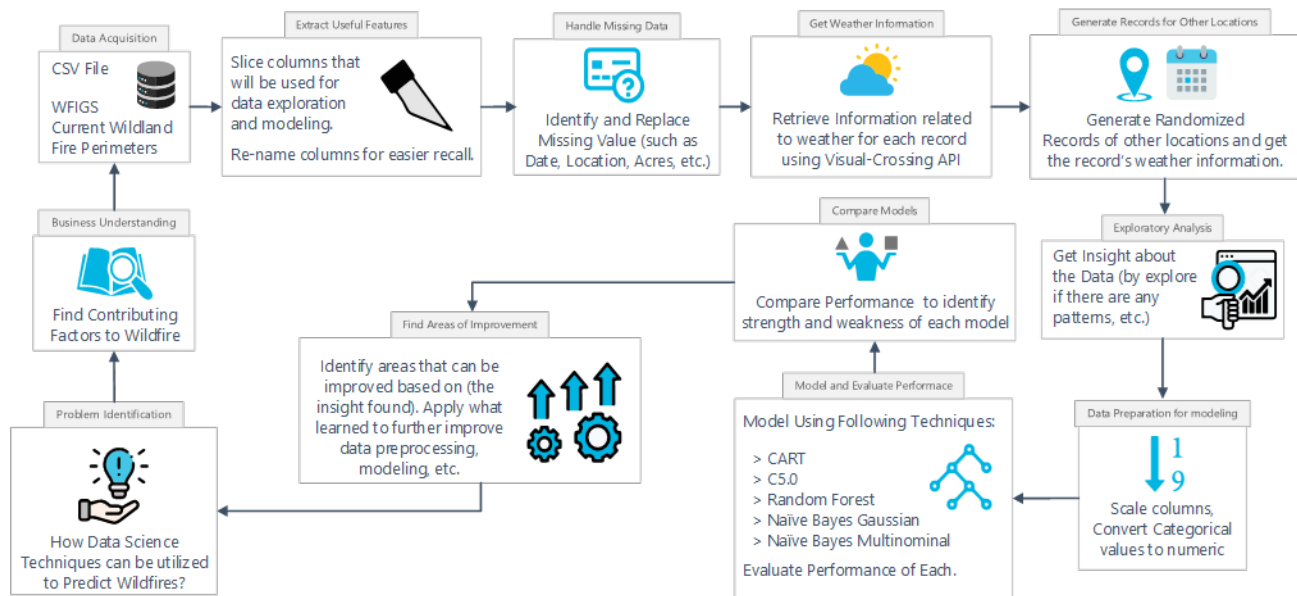 Data Acquisition
CSV File
WFIGS
Current Wildland
Fire Perimeters
Extract Useful Features
Slice columns that
will be used for
data exploration
and modeling.
Re-name columns for easier recall.
Handle Missing Data
Identify and Replace
Missing Value (such as
Date, Location, Acres, etc.)
Get Weather Information
Retrieve Information related
to weather for each record
using Visual-Crossing API
Generate Records for Other Locations
Generate Randomized
Records of other locations and get
the record's weather information.
Exploratory Analysis
Get Insight about
the Data (by explore
if there are any
patterns, etc.)
Data Preparation for modeling
1
9
Scale columns,
Convert Categorical
values to numeric
Model and Evaluate Performace
Model Using Following Techniques:
> CART
> C5.0
> Random Forest
> Naïve Bayes Gaussian
> Naïve Bayes Multinominal
Evaluate Performance of Each.
Compare Models
Compare Performance to identify
strength and weakness of each model
Find Areas of Improvement
Identify areas that can be
improved based on (the
insight found). Apply what
learned to further improve
data preprocessing,
modeling, etc.
Problem Identification
How Data Science
Techniques can be utilized
to Predict Wildfires?
Business Understanding
Find Contributing
Factors to Wildfire